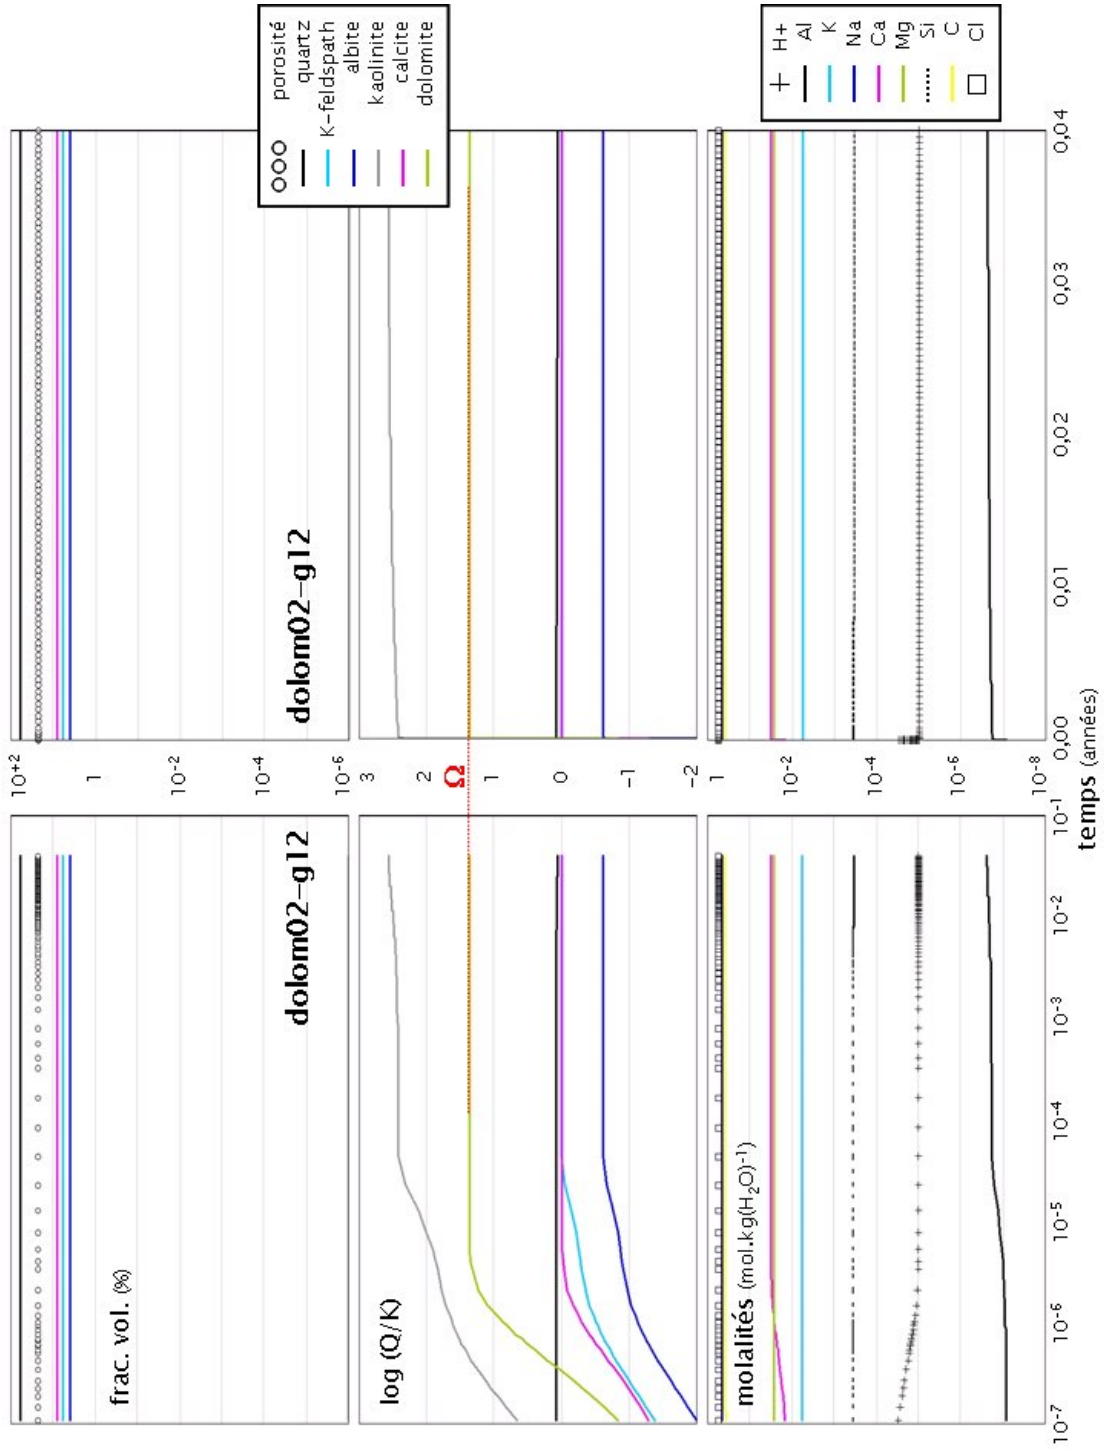 frac. vol. (%)
dolom02-g12
10+2
1
10-2
10-4
10-6
dolom02-g12
ooo porosité
quartz
K-feldspath
albite
kaolinite
calcite
dolomite
log (Q/K)
3
2
Ω
1
0
-1
-2
molalités (mol.kg(H2O)-1)
1
10-2
10-4
10-6
10-8
+ H+
Al
K
Na
Ca
Mg
Si
C
Cl
10-7
10-6
10-5
10-4
10-3
10-2
10-1
0,00
0,01
0,02
0,03
0,04
temps (années)